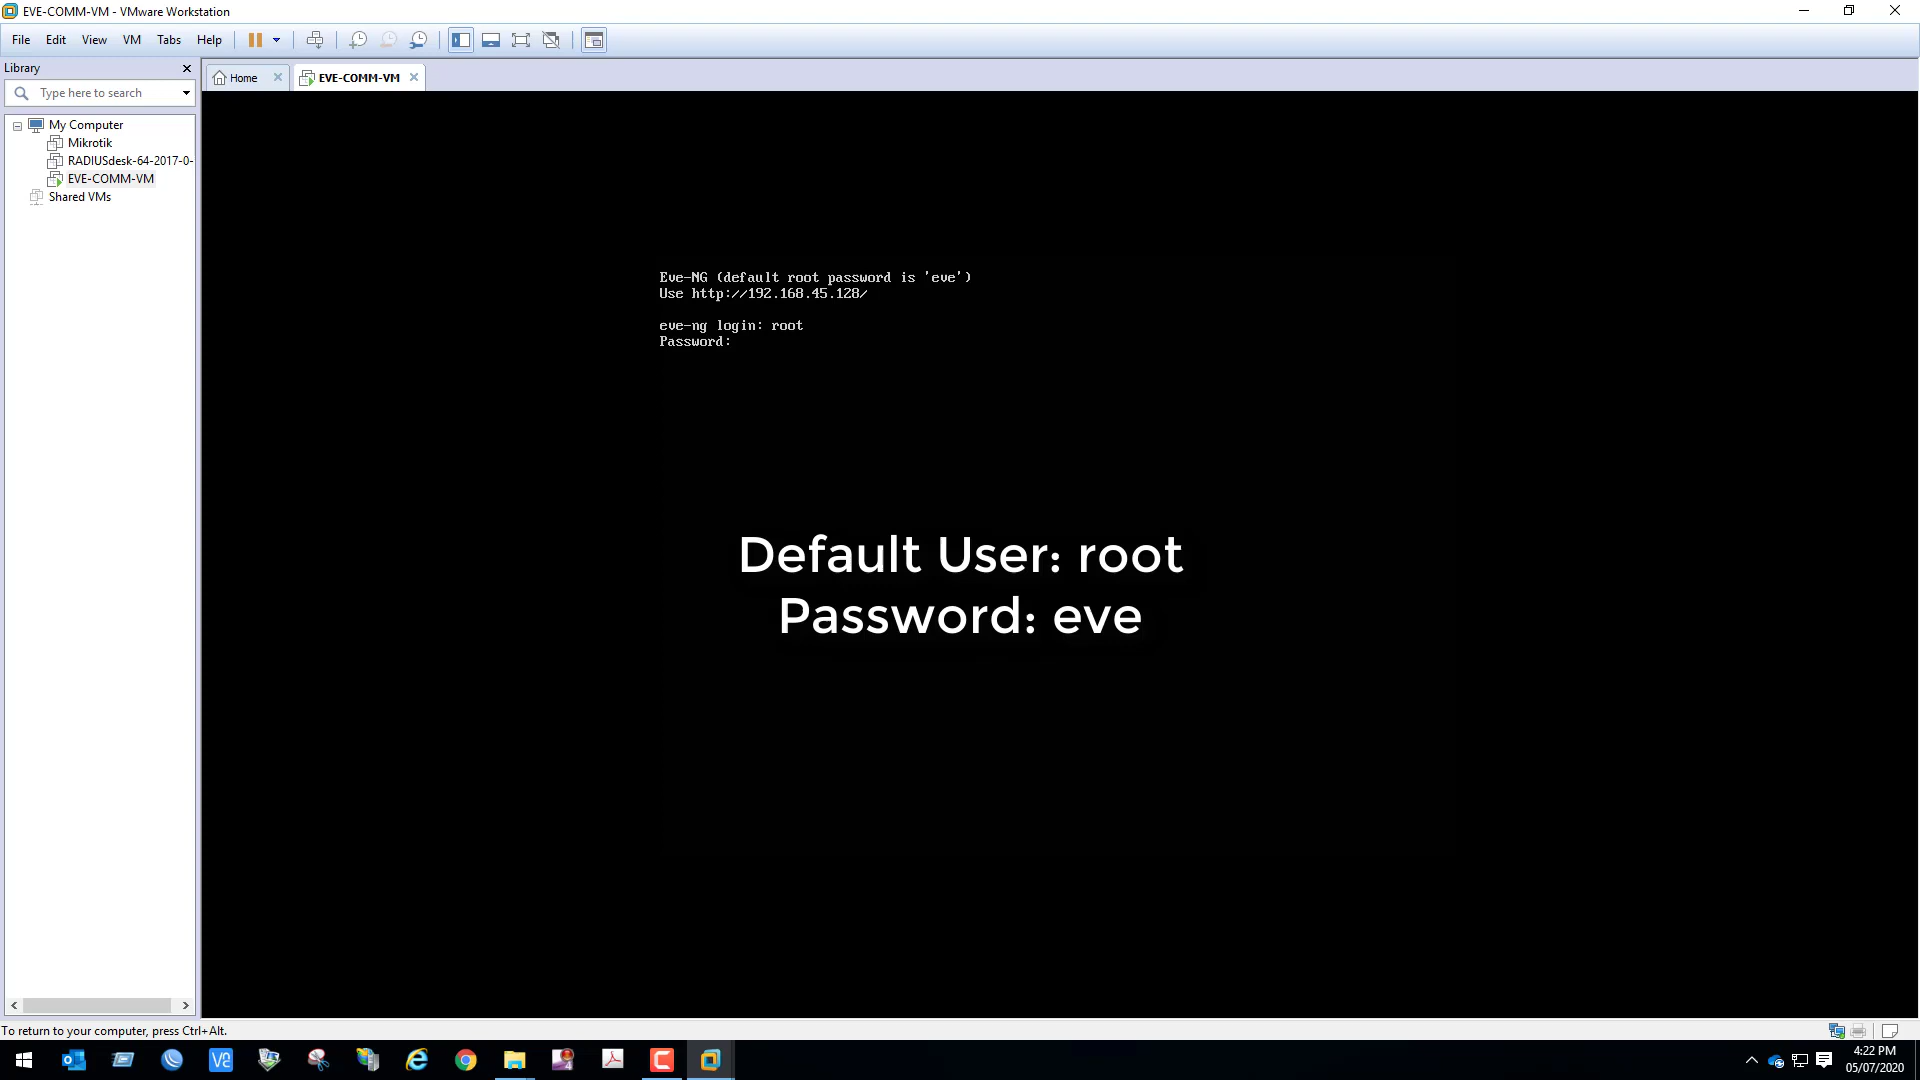 EVE-COMM-VM - VMware Workstation
File Edit View VM Tabs Help
Library
Home
EVE-COMM-VM
Type here to search
My Computer
Mikrotik
RADIUSdesk-64-2017-0-
EVE-COMM-VM
Shared VMs
Eve-NG (default root password is 'eve')
Use http://192.168.45.128/
eve-ng login: root
Password:
Default User: root
Password: eve
To return to your computer, press Ctrl+Alt.
4:22 PM
05/07/2020